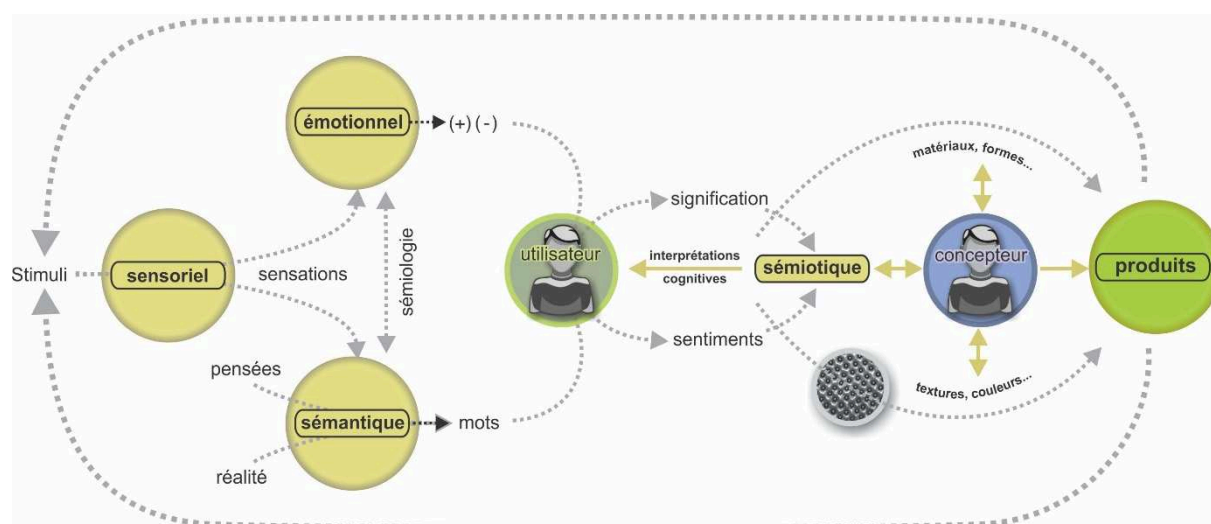 émotionnel
(+) (-)
matériaux, formes...
signification
sémiologie
utilisateur
interprétations
cognitives
sémiotique
concepteur
produits
Stimuli
sensoriel
sensations
sentiments
pensées
textures, couleurs...
sémantique
mots
réalité